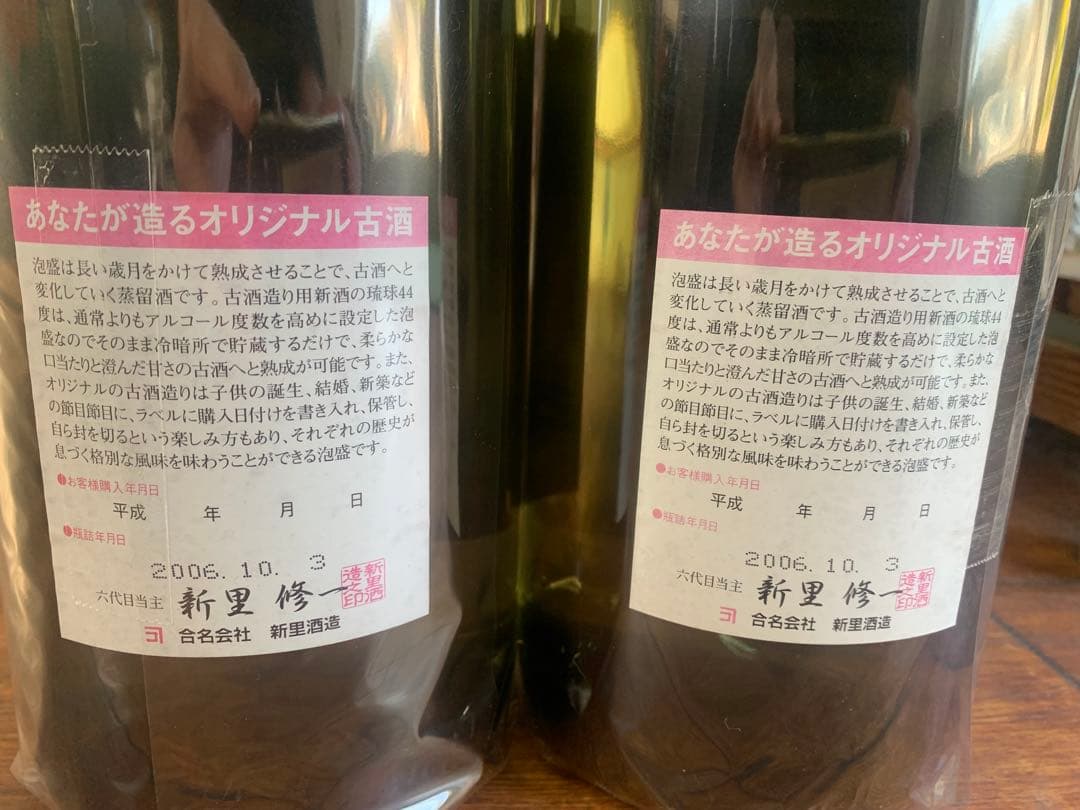 あなたが造るオリジナル古酒
泡盛は長い歳月をかけて熟成させることで、古酒へと
変化していく蒸留酒です。古酒造り用新酒の琉球44
度は、通常よりもアルコール度数を高めに設定した泡
盛なのでそのまま冷暗所で貯蔵するだけで、柔らかな
口当たりと澄んだ甘さの古酒へと熟成が可能です。また、
オリジナルの古酒造りは子供の誕生、結婚、新築など
の節目節目に、ラベルに購入日付けを書き入れ、保管し、
自ら封を切るという楽しみ方もあり、それぞれの歴史が
息づく格別な風味を味わうことができる泡盛です。
●お客様購入年月日
平成 年 月 日
●瓶詰年月日
2006.10. 3
六代目当主 新里 修一
新里酒造之印
合名会社 新里酒造
あなたが造るオリジナル古酒
泡盛は長い歳月をかけて熟成させることで、古酒へと
変化していく蒸留酒です。古酒造り用新酒の琉球44
度は、通常よりもアルコール度数を高めに設定した泡
盛なのでそのまま冷暗所で貯蔵するだけで、柔らかな
口当たりと澄んだ甘さの古酒へと熟成が可能です。また、
オリジナルの古酒造りは子供の誕生、結婚、新築など
の節目節目に、ラベルに購入日付けを書き入れ、保管し、
自ら封を切るという楽しみ方もあり、それぞれの歴史が
息づく格別な風味を味わうことができる泡盛です。
●お客様購入年月日
平成 年 月 日
●瓶詰年月日
2006.10. 3
六代目当主 新里 修一
新里酒造之印
合名会社 新里酒造